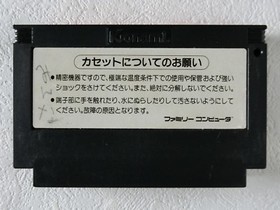 Konami
カセットについてのお願い
●精密機器ですので、極端な温度条件下での使用や保管および強い
ショックをさけてください。また、絶対に分解しないでください。
●端子部に手を触れたり、水にぬらしたりして汚さないようにして
ください。故障の原因となります。
ファミリーコンピュータ